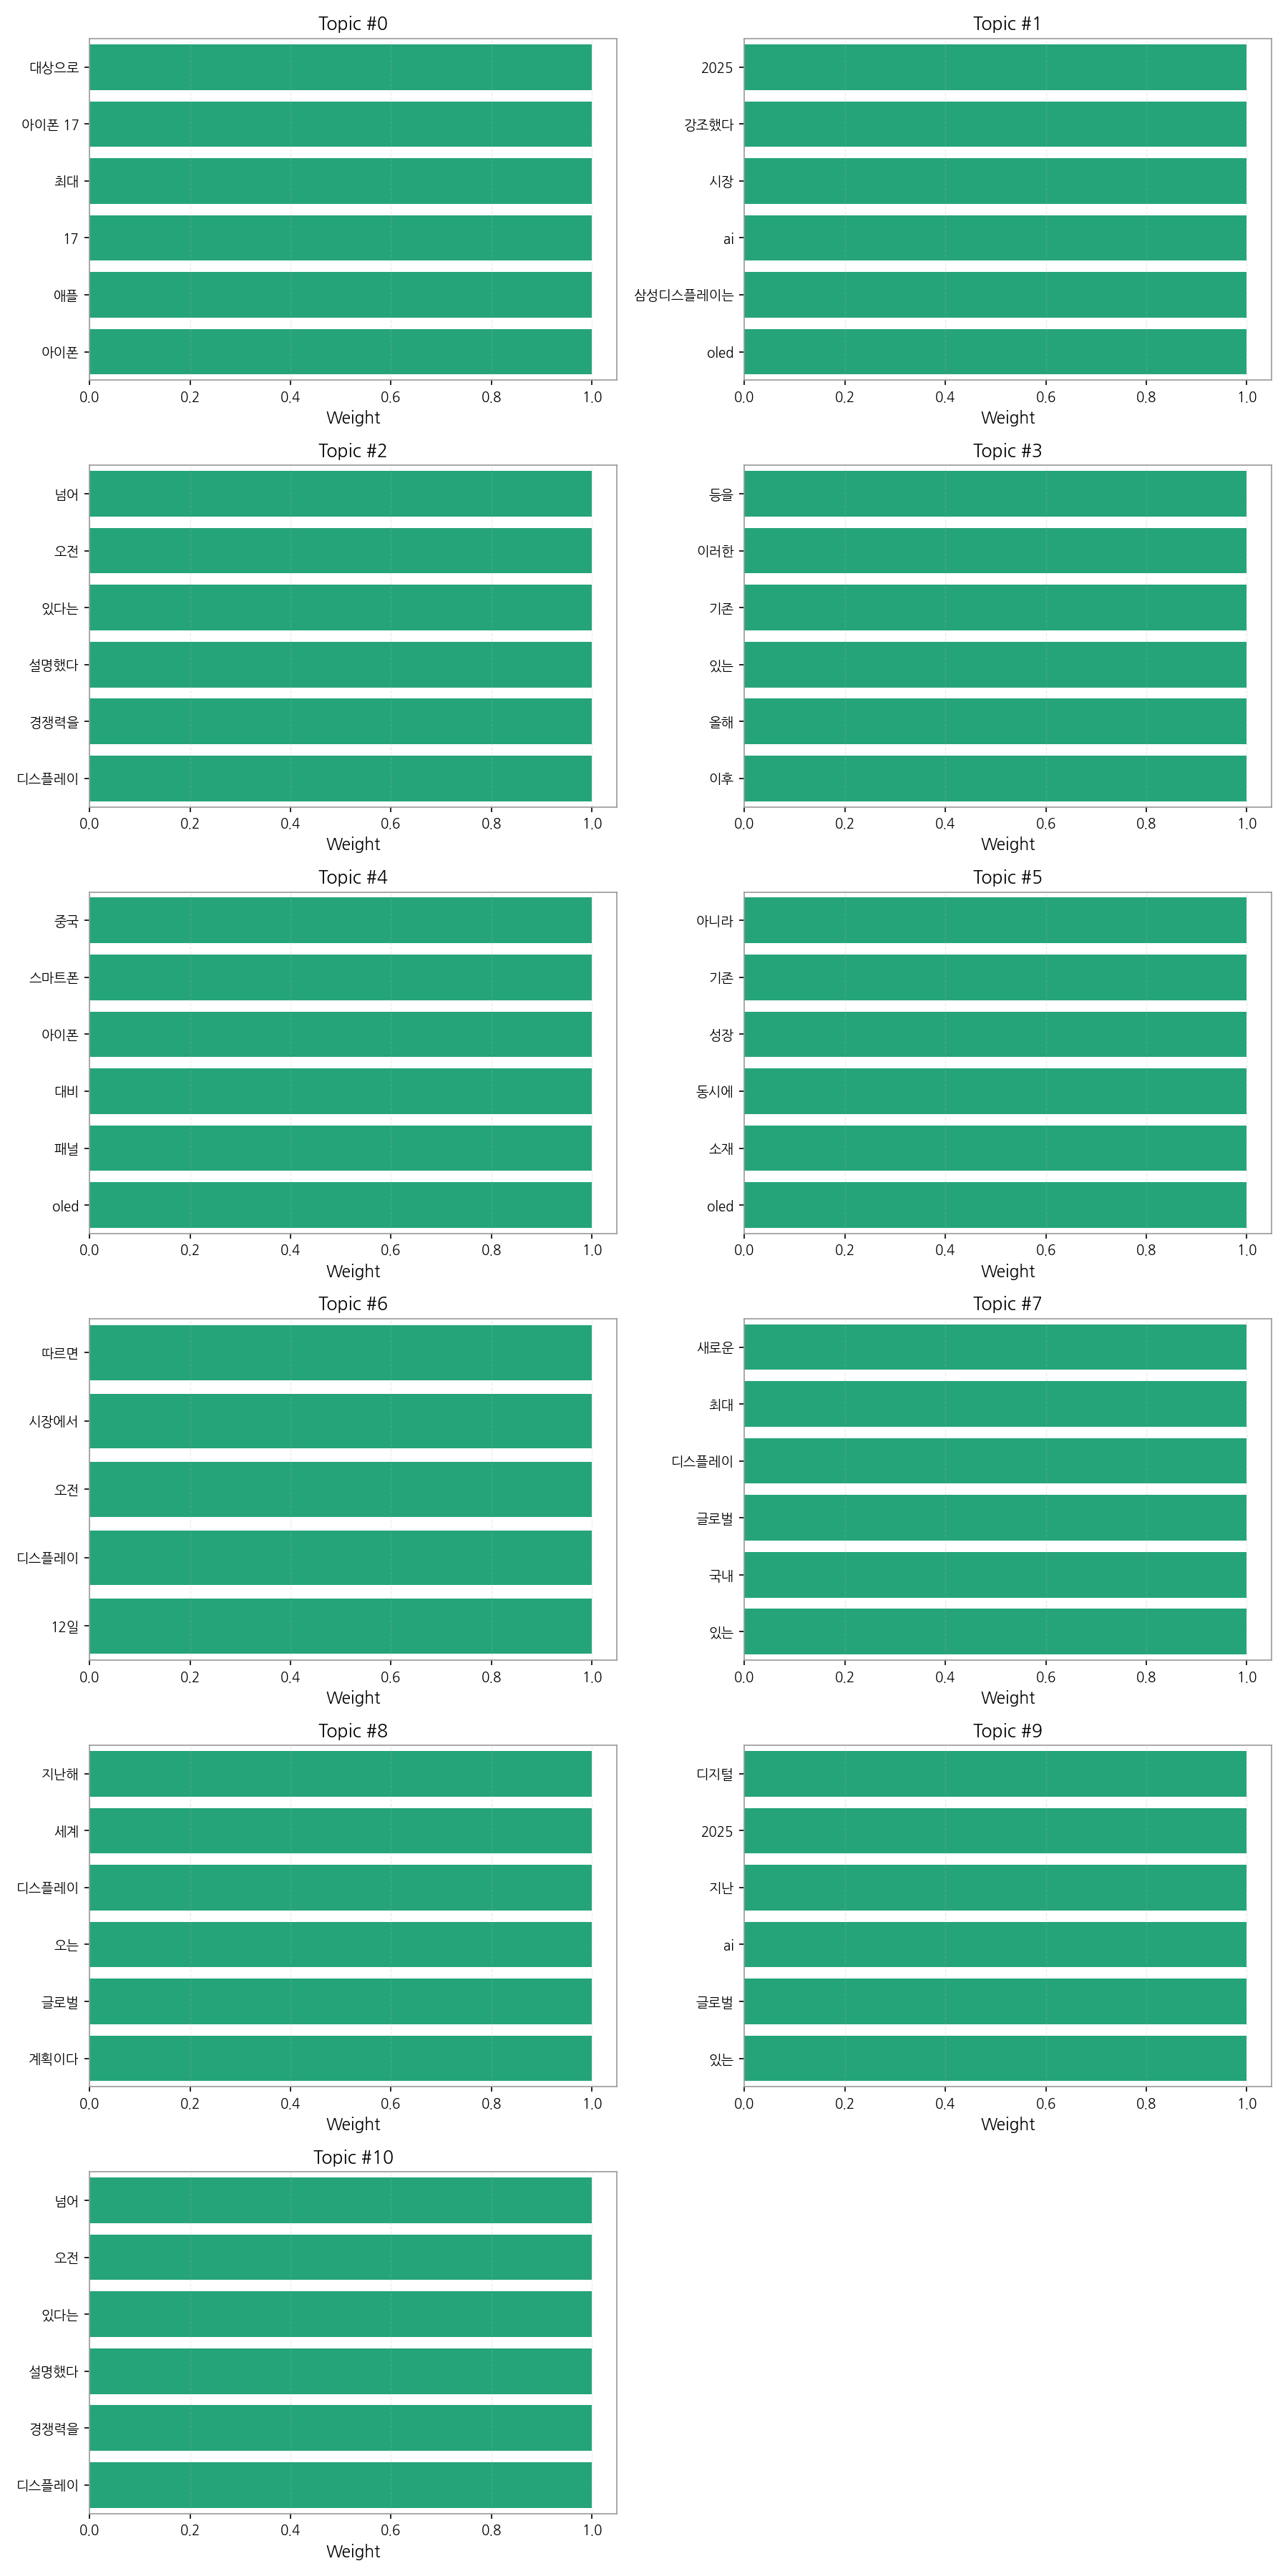 Topic #0
대상으로
아이폰 17
최대
17
애플
아이폰
0.0 0.2 0.4 0.6 0.8 1.0
Weight
Topic #1
2025
강조했다
시장
ai
삼성디스플레이는
oled
0.0 0.2 0.4 0.6 0.8 1.0
Weight
Topic #2
넘어
오전
있다는
설명했다
경쟁력을
디스플레이
0.0 0.2 0.4 0.6 0.8 1.0
Weight
Topic #3
등을
이러한
기존
있는
올해
이후
0.0 0.2 0.4 0.6 0.8 1.0
Weight
Topic #4
중국
스마트폰
아이폰
대비
패널
oled
0.0 0.2 0.4 0.6 0.8 1.0
Weight
Topic #5
아니라
기존
성장
동시에
소재
oled
0.0 0.2 0.4 0.6 0.8 1.0
Weight
Topic #6
따르면
시장에서
오전
디스플레이
12일
0.0 0.2 0.4 0.6 0.8 1.0
Weight
Topic #7
새로운
최대
디스플레이
글로벌
국내
있는
0.0 0.2 0.4 0.6 0.8 1.0
Weight
Topic #8
지난해
세계
디스플레이
오는
글로벌
계획이다
0.0 0.2 0.4 0.6 0.8 1.0
Weight
Topic #9
디지털
2025
지난
ai
글로벌
있는
0.0 0.2 0.4 0.6 0.8 1.0
Weight
Topic #10
넘어
오전
있다는
설명했다
경쟁력을
디스플레이
0.0 0.2 0.4 0.6 0.8 1.0
Weight